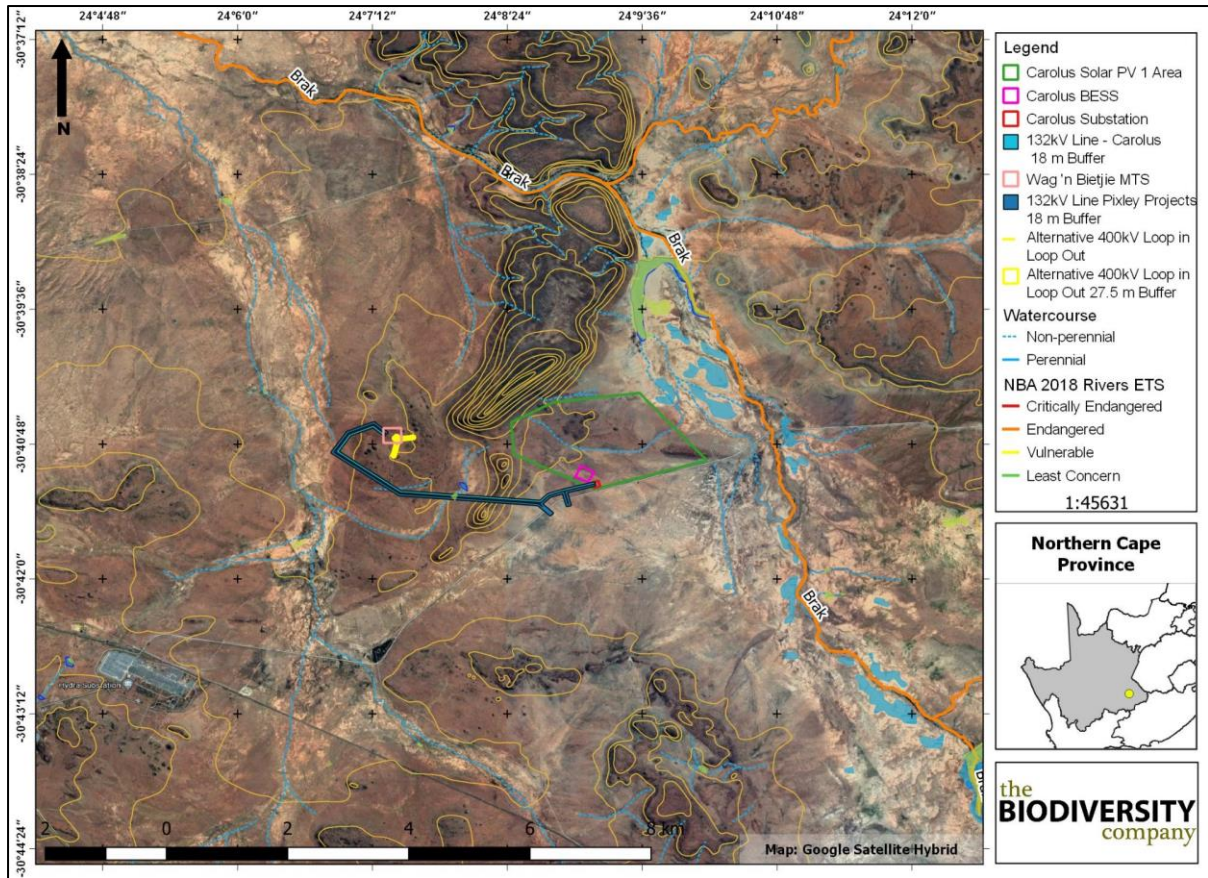 24°4'48"
24°6'0"
24°7'12"
24°8'24"
24°9'36"
24°10'48"
24°12'0"
-30°37'12"
-30°38'24"
-30°39'36"
-30°40'48"
-30°42'0"
-30°43'12"
-30°44'24"
N
Brak
Brak
Brak
Brak
Hydra Substation
2
0
2
4
6
8 km
Map: Google Satellite Hybrid
Legend
Carolus Solar PV 1 Area
Carolus BESS
Carolus Substation
132kV Line - Carolus
18 m Buffer
Wag 'n Bietjie MTS
132kV Line Pixley Projects
18 m Buffer
Alternative 400kV Loop in
Loop Out
Alternative 400kV Loop in
Loop Out 27.5 m Buffer
Watercourse
Non-perennial
Perennial
NBA 2018 Rivers ETS
Critically Endangered
Endangered
Vulnerable
Least Concern
1:45631
Northern Cape
Province
the
BIODIVERSITY
company